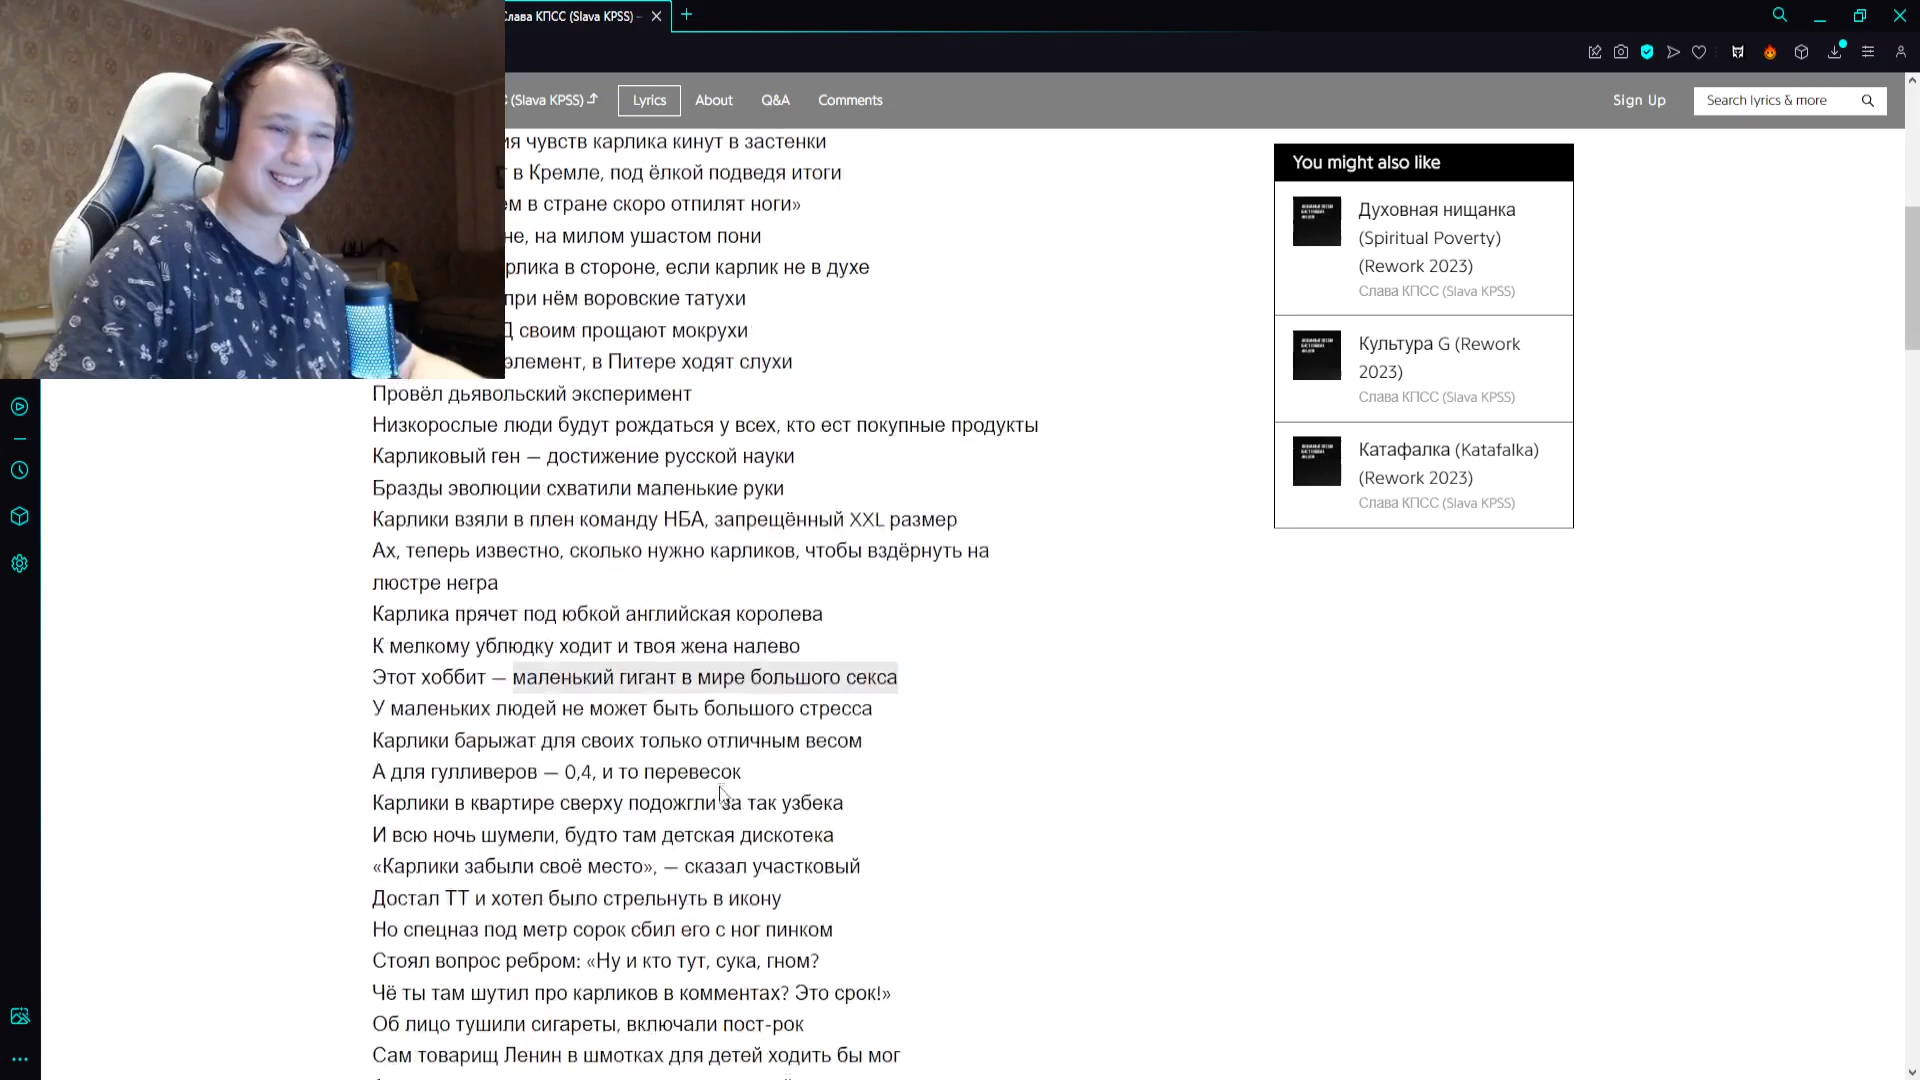 Слава КПСС (Slava KPSS) –
(Slava KPSS)
Lyrics
About
Q&A
Comments
Sign Up
Search lyrics & more
чувств карлика кинут в застенки
в Кремле, под ёлкой подведя итоги
в стране скоро отпилят ноги»
на милом ушастом пони
в стороне, если карлик не в духе
при нём воровские татухи
своим прощают мокрухи
элемент, в Питере ходят слухи
Провёл дьявольский эксперимент
Низкорослые люди будут рождаться у всех, кто ест покупные продукты
Карликовый ген — достижение русской науки
Бразды эволюции схватили маленькие руки
Карлики взяли в плен команду НБА, запрещённый XXL размер
Ах, теперь известно, сколько нужно карликов, чтобы вздёрнуть на
люстре негра
Карлика прячет под юбкой английская королева
К мелкому ублюдку ходит и твоя жена налево
Этот хоббит — маленький гигант в мире большого секса
У маленьких людей не может быть большого стресса
Карлики барыжат для своих только отличным весом
А для гулливеров — 0,4, и то перевесок
Карлики в квартире сверху подожгли за так узбека
И всю ночь шумели, будто там детская дискотека
«Карлики забыли своё место», — сказал участковый
Достал ТТ и хотел было стрельнуть в икону
Но спецназ под метр сорок сбил его с ног пинком
Стоял вопрос ребром: «Ну и кто тут, сука, гном?
Чё ты там шутил про карликов в комментах? Это срок!»
Об лицо тушили сигареты, включали пост-рок
Сам товарищ Ленин в шмотках для детей ходить бы мог
You might also like
Духовная нищанка
(Spiritual Poverty)
(Rework 2023)
Слава КПСС (Slava KPSS)
Культура G (Rework
2023)
Слава КПСС (Slava KPSS)
Катафалка (Katafalka)
(Rework 2023)
Слава КПСС (Slava KPSS)